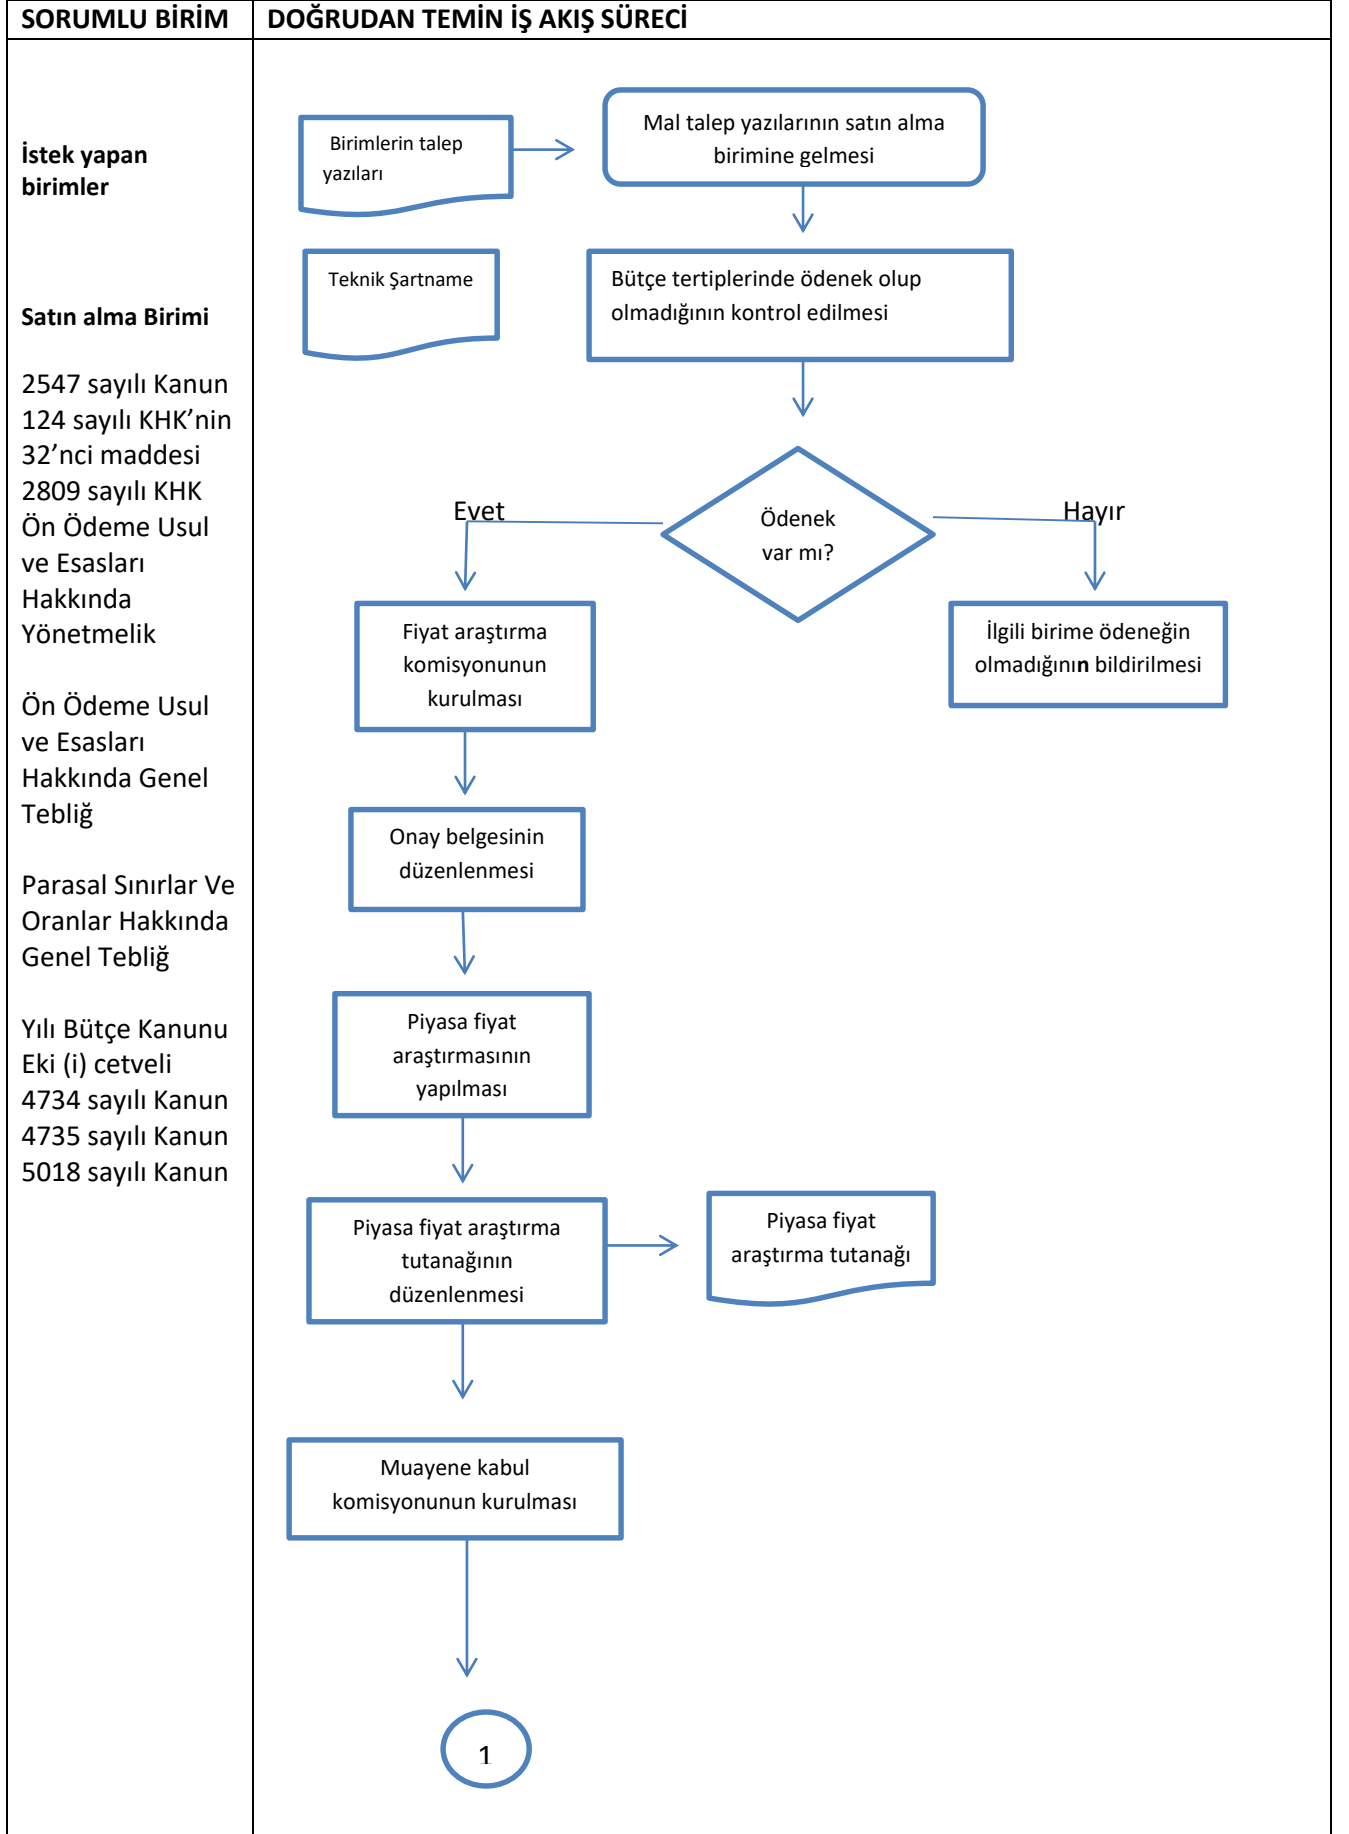 SORUMLU BİRİM
DOĞRUDAN TEMİN İŞ AKIŞ SÜRECİ
İstek yapan
birimler
Satın alma Birimi
2547 sayılı Kanun
124 sayılı KHK’nin
32’nci maddesi
2809 sayılı KHK
Ön Ödeme Usul
ve Esasları
Hakkında
Yönetmelik
Ön Ödeme Usul
ve Esasları
Hakkında Genel
Tebliğ
Parasal Sınırlar Ve
Oranlar Hakkında
Genel Tebliğ
Yılı Bütçe Kanunu
Eki (i) cetveli
4734 sayılı Kanun
4735 sayılı Kanun
5018 sayılı Kanun
Birimlerin talep
yazıları
Mal talep yazılarının satın alma
birimine gelmesi
Teknik Şartname
Bütçe tertiplerinde ödenek olup
olmadığının kontrol edilmesi
Evet
Ödenek
var mı?
Hayır
Fiyat araştırma
komisyonunun
kurulması
İlgili birime ödeneğin
olmadığının bildirilmesi
Onay belgesinin
düzenlenmesi
Piyasa fiyat
araştırmasının
yapılması
Piyasa fiyat araştırma
tutanağının
düzenlenmesi
Piyasa fiyat
araştırma tutanağı
Muayene kabul
komisyonunun kurulması
1